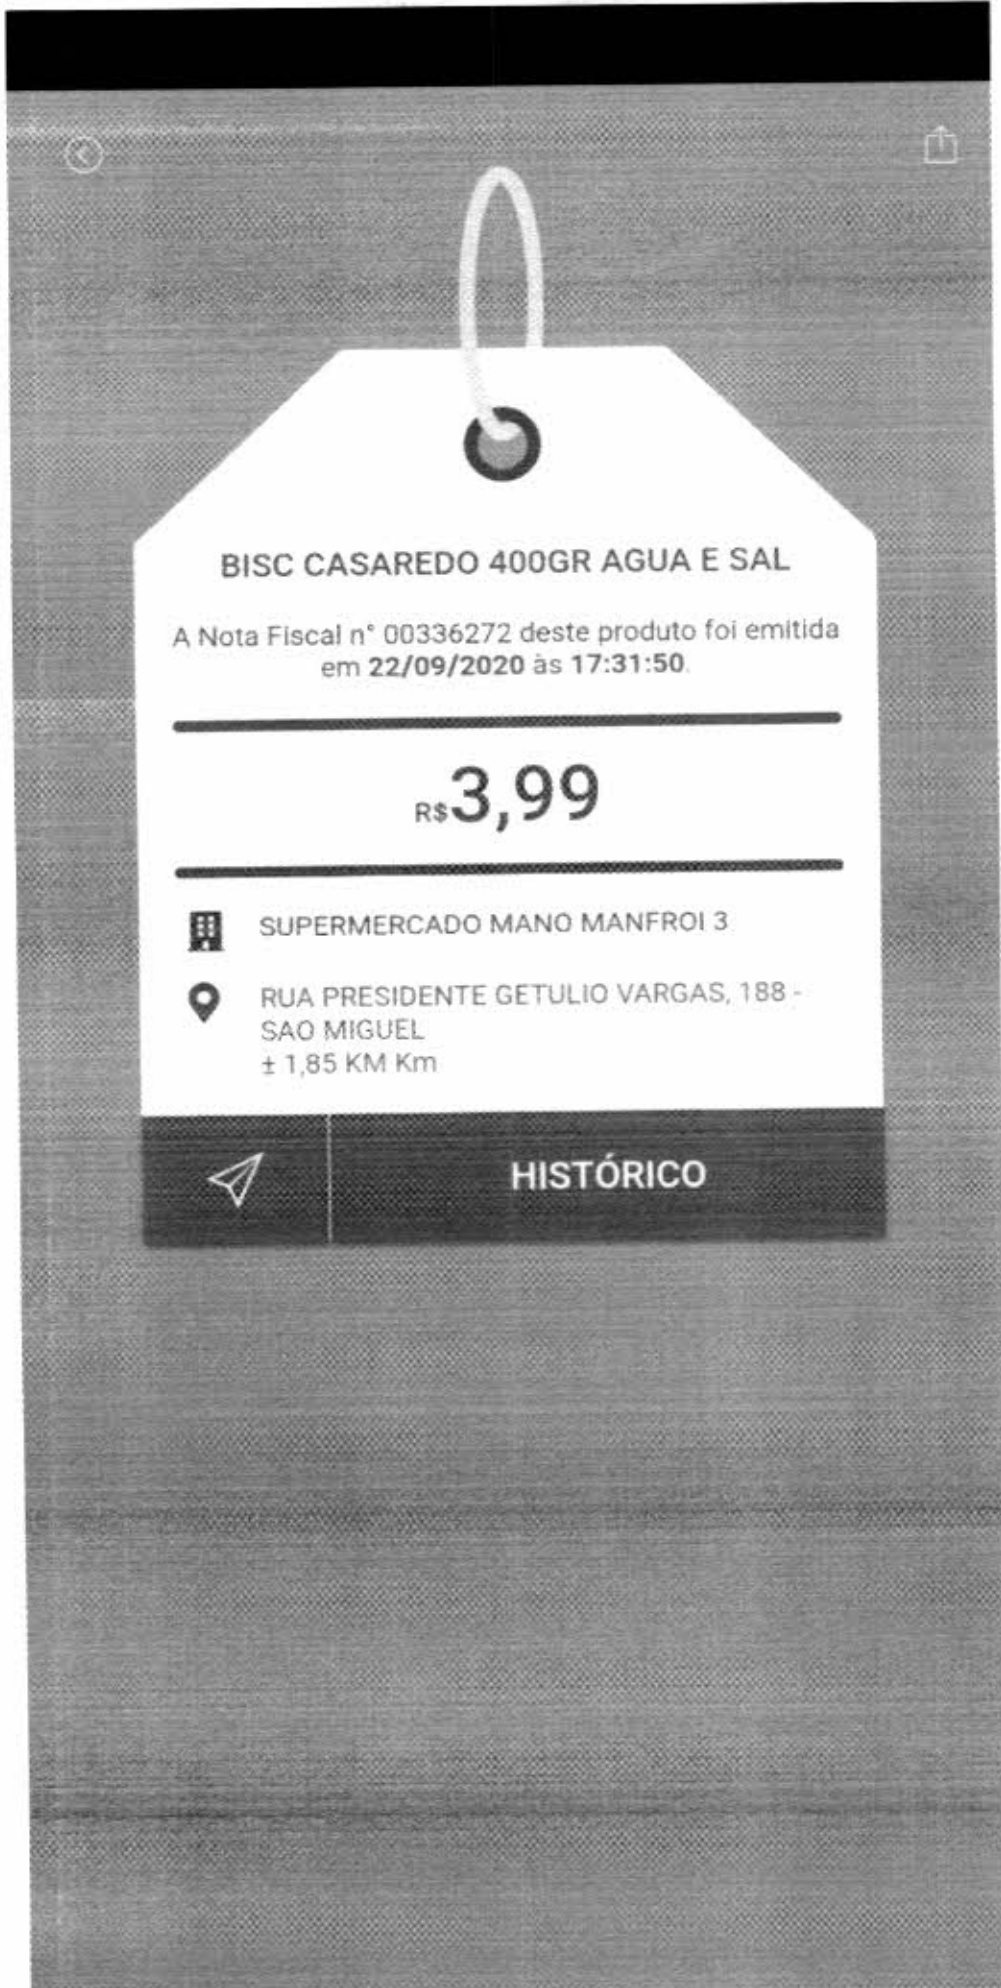 BISC CASAREDO 400GR AGUA E SAL
A Nota Fiscal n° 00336272 deste produto foi emitida
em 22/09/2020 às 17:31:50.
R$3,99
SUPERMERCADO MANO MANFROI 3
RUA PRESIDENTE GETULIO VARGAS, 188 -
SAO MIGUEL
± 1,85 KM Km
HISTÓRICO